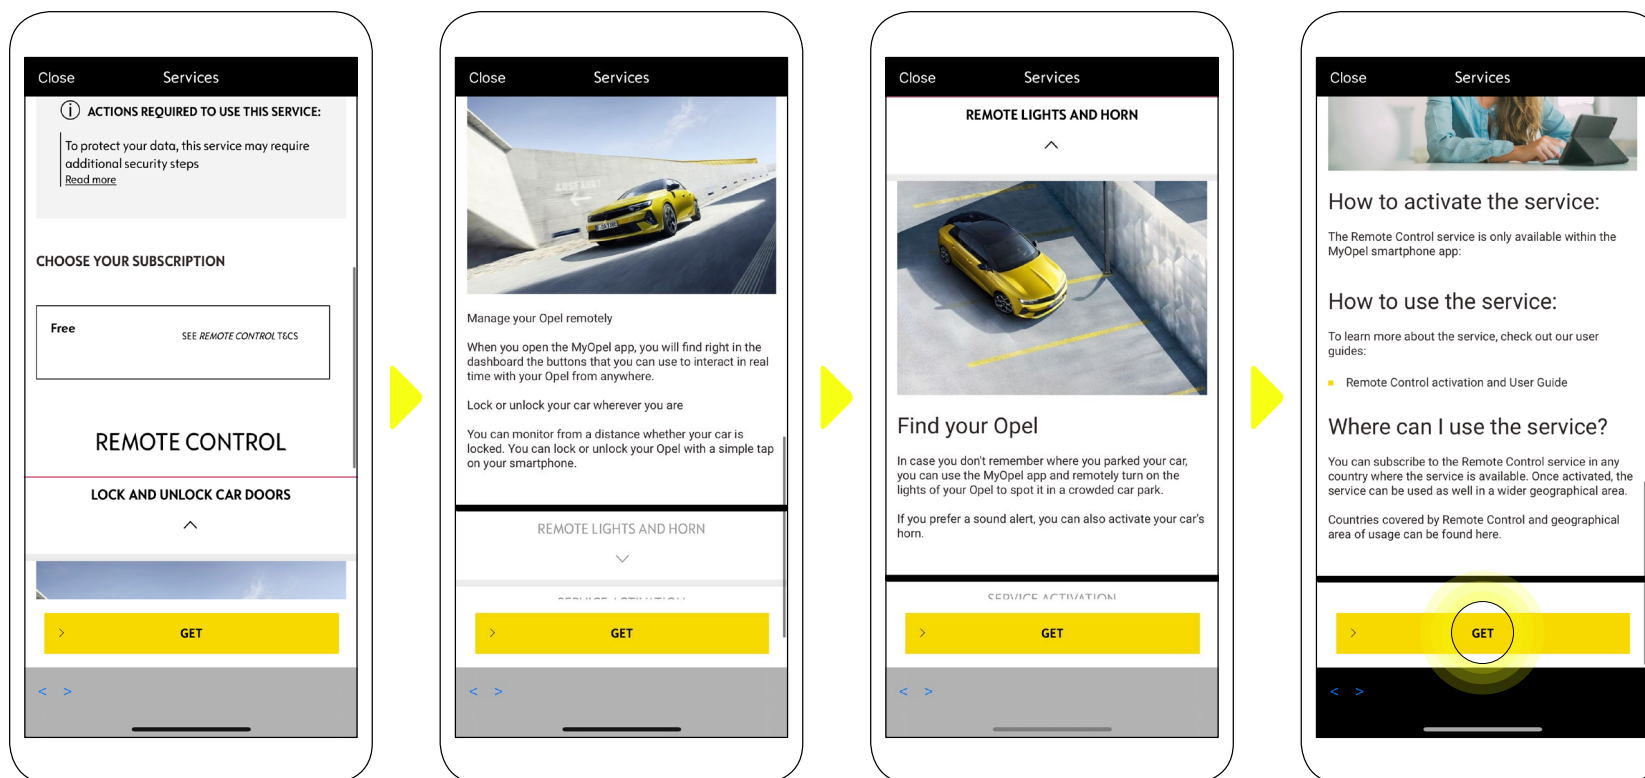 Close
Services
ACTIONS REQUIRED TO USE THIS SERVICE:
To protect your data, this service may require
additional security steps
Read more
CHOOSE YOUR SUBSCRIPTION
Free
SEE REMOTE CONTROL T&CS
REMOTE CONTROL
LOCK AND UNLOCK CAR DOORS
GET
< >
Close
Services
Manage your Opel remotely
When you open the MyOpel app, you will find right in the
dashboard the buttons that you can use to interact in real
time with your Opel from anywhere.
Lock or unlock your car wherever you are
You can monitor from a distance whether your car is
locked. You can lock or unlock your Opel with a simple tap
on your smartphone.
REMOTE LIGHTS AND HORN
SERVICE ACTIVATION
GET
< >
Close
Services
REMOTE LIGHTS AND HORN
Find your Opel
In case you don't remember where you parked your car,
you can use the MyOpel app and remotely turn on the
lights of your Opel to spot it in a crowded car park.
If you prefer a sound alert, you can also activate your car's
horn.
SERVICE ACTIVATION
GET
< >
Close
Services
How to activate the service:
The Remote Control service is only available within the
MyOpel smartphone app:
How to use the service:
To learn more about the service, check out our user
guides:
Remote Control activation and User Guide
Where can I use the service?
You can subscribe to the Remote Control service in any
country where the service is available. Once activated, the
service can be used as well in a wider geographical area.
Countries covered by Remote Control and geographical
area of usage can be found here.
GET
< >